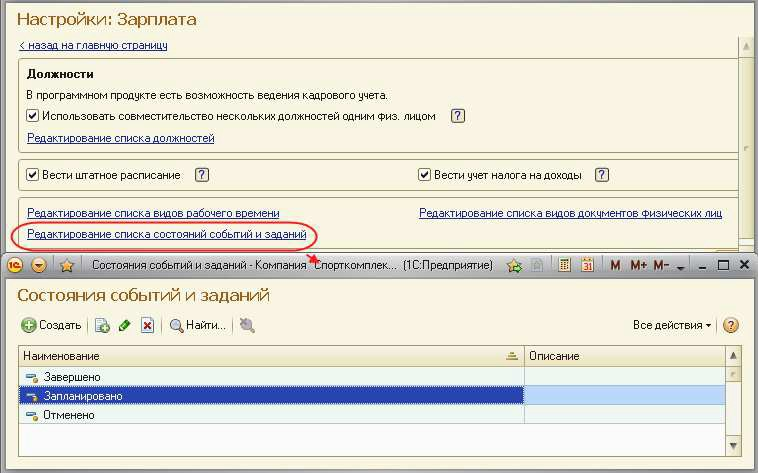 Настройки: Зарплата
< назад на главную страницу
Должности
В программном продукте есть возможность ведения кадрового учета.
Использовать совместительство нескольких должностей одним физ. лицом ?
Редактирование списка должностей
Вести штатное расписание ? Вести учет налога на доходы ?
Редактирование списка видов рабочего времени Редактирование списка видов документов физических лиц
Редактирование списка состояний событий и заданий
1С Состояния событий и заданий - Компания "Спорткомплек... (1С:Предприятие) 31 M M+ M-
Состояния событий и заданий
Создать Найти... Все действия ?
Наименование Описание
Завершено
Запланировано
Отменено